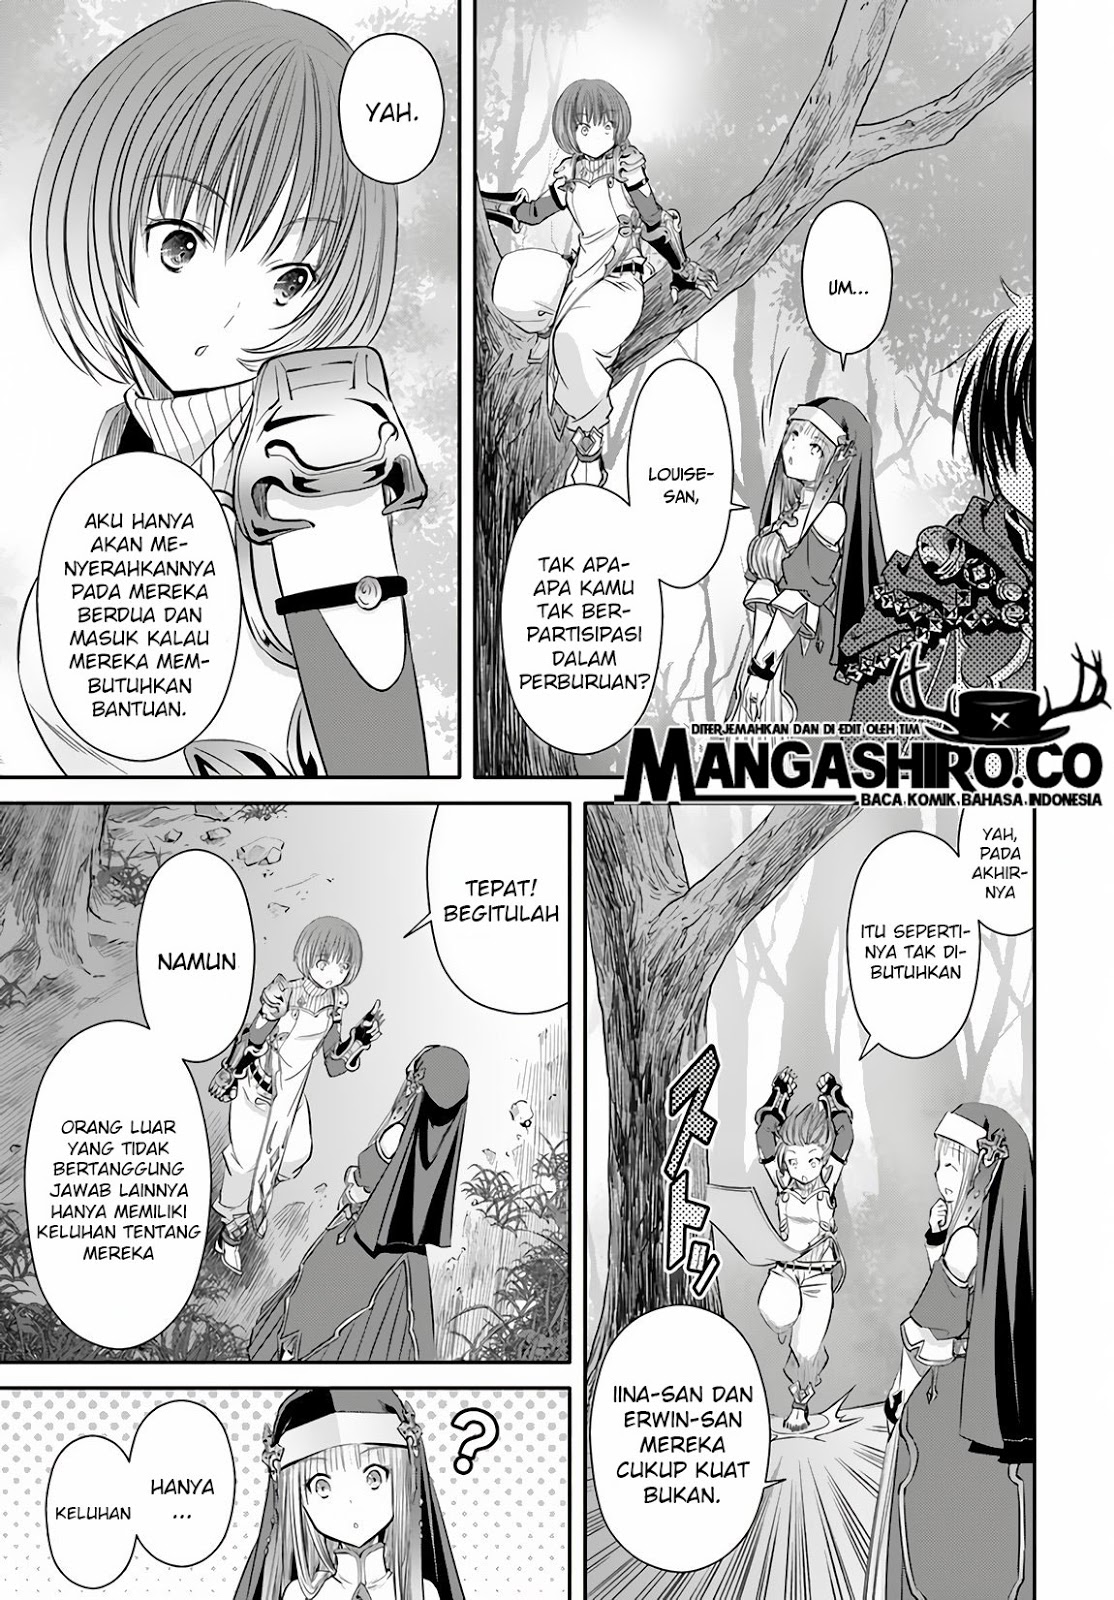 UM...
LOUISE-
SAN,
TAK APA-
APA KAMU
TAK BER-
PARTISIPASI
DALAM
PERBURUAN?
YAH.
AKU HANYA
AKAN ME-
NYERAHKANNYA
PADA MEREKA
BERDUA DAN
MASUK KALAU
MEREKA MEM-
BUTUHKAN
BANTUAN.
DITERJEMAHKAN DAN DI EDIT OLEH TIM
MANGASHIRO.CO
BACA KOMIK BAHASA INDONESIA
YAH,
PADA
AKHIR-
NYA
ITU SEPERTI-
NYA TAK DI-
BUTUHKAN
IINA-SAN DAN
ERWIN-SAN
MEREKA
CUKUP KUAT
BUKAN.
TEPAT!
BEGITULAH
NAMUN
ORANG LUAR
YANG TIDAK
BERTANGGUNG
JAWAB LAINNYA
HANYA MEMILIKI
KELUHAN TENTANG
MEREKA
?
HANYA
...
KELUHAN